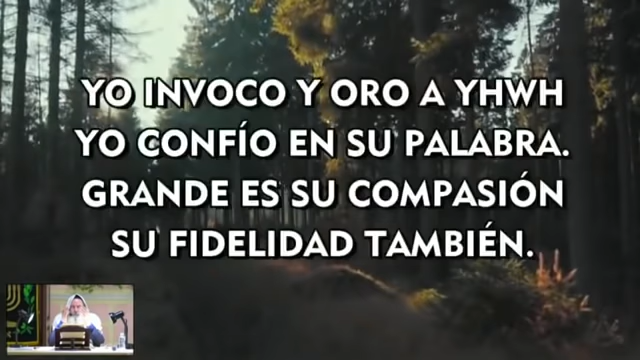 YO INVOCO Y ORO A YHWH
YO CONFÍO EN SU PALABRA.
GRANDE ES SU COMPASIÓN
SU FIDELIDAD TAMBIÉN.